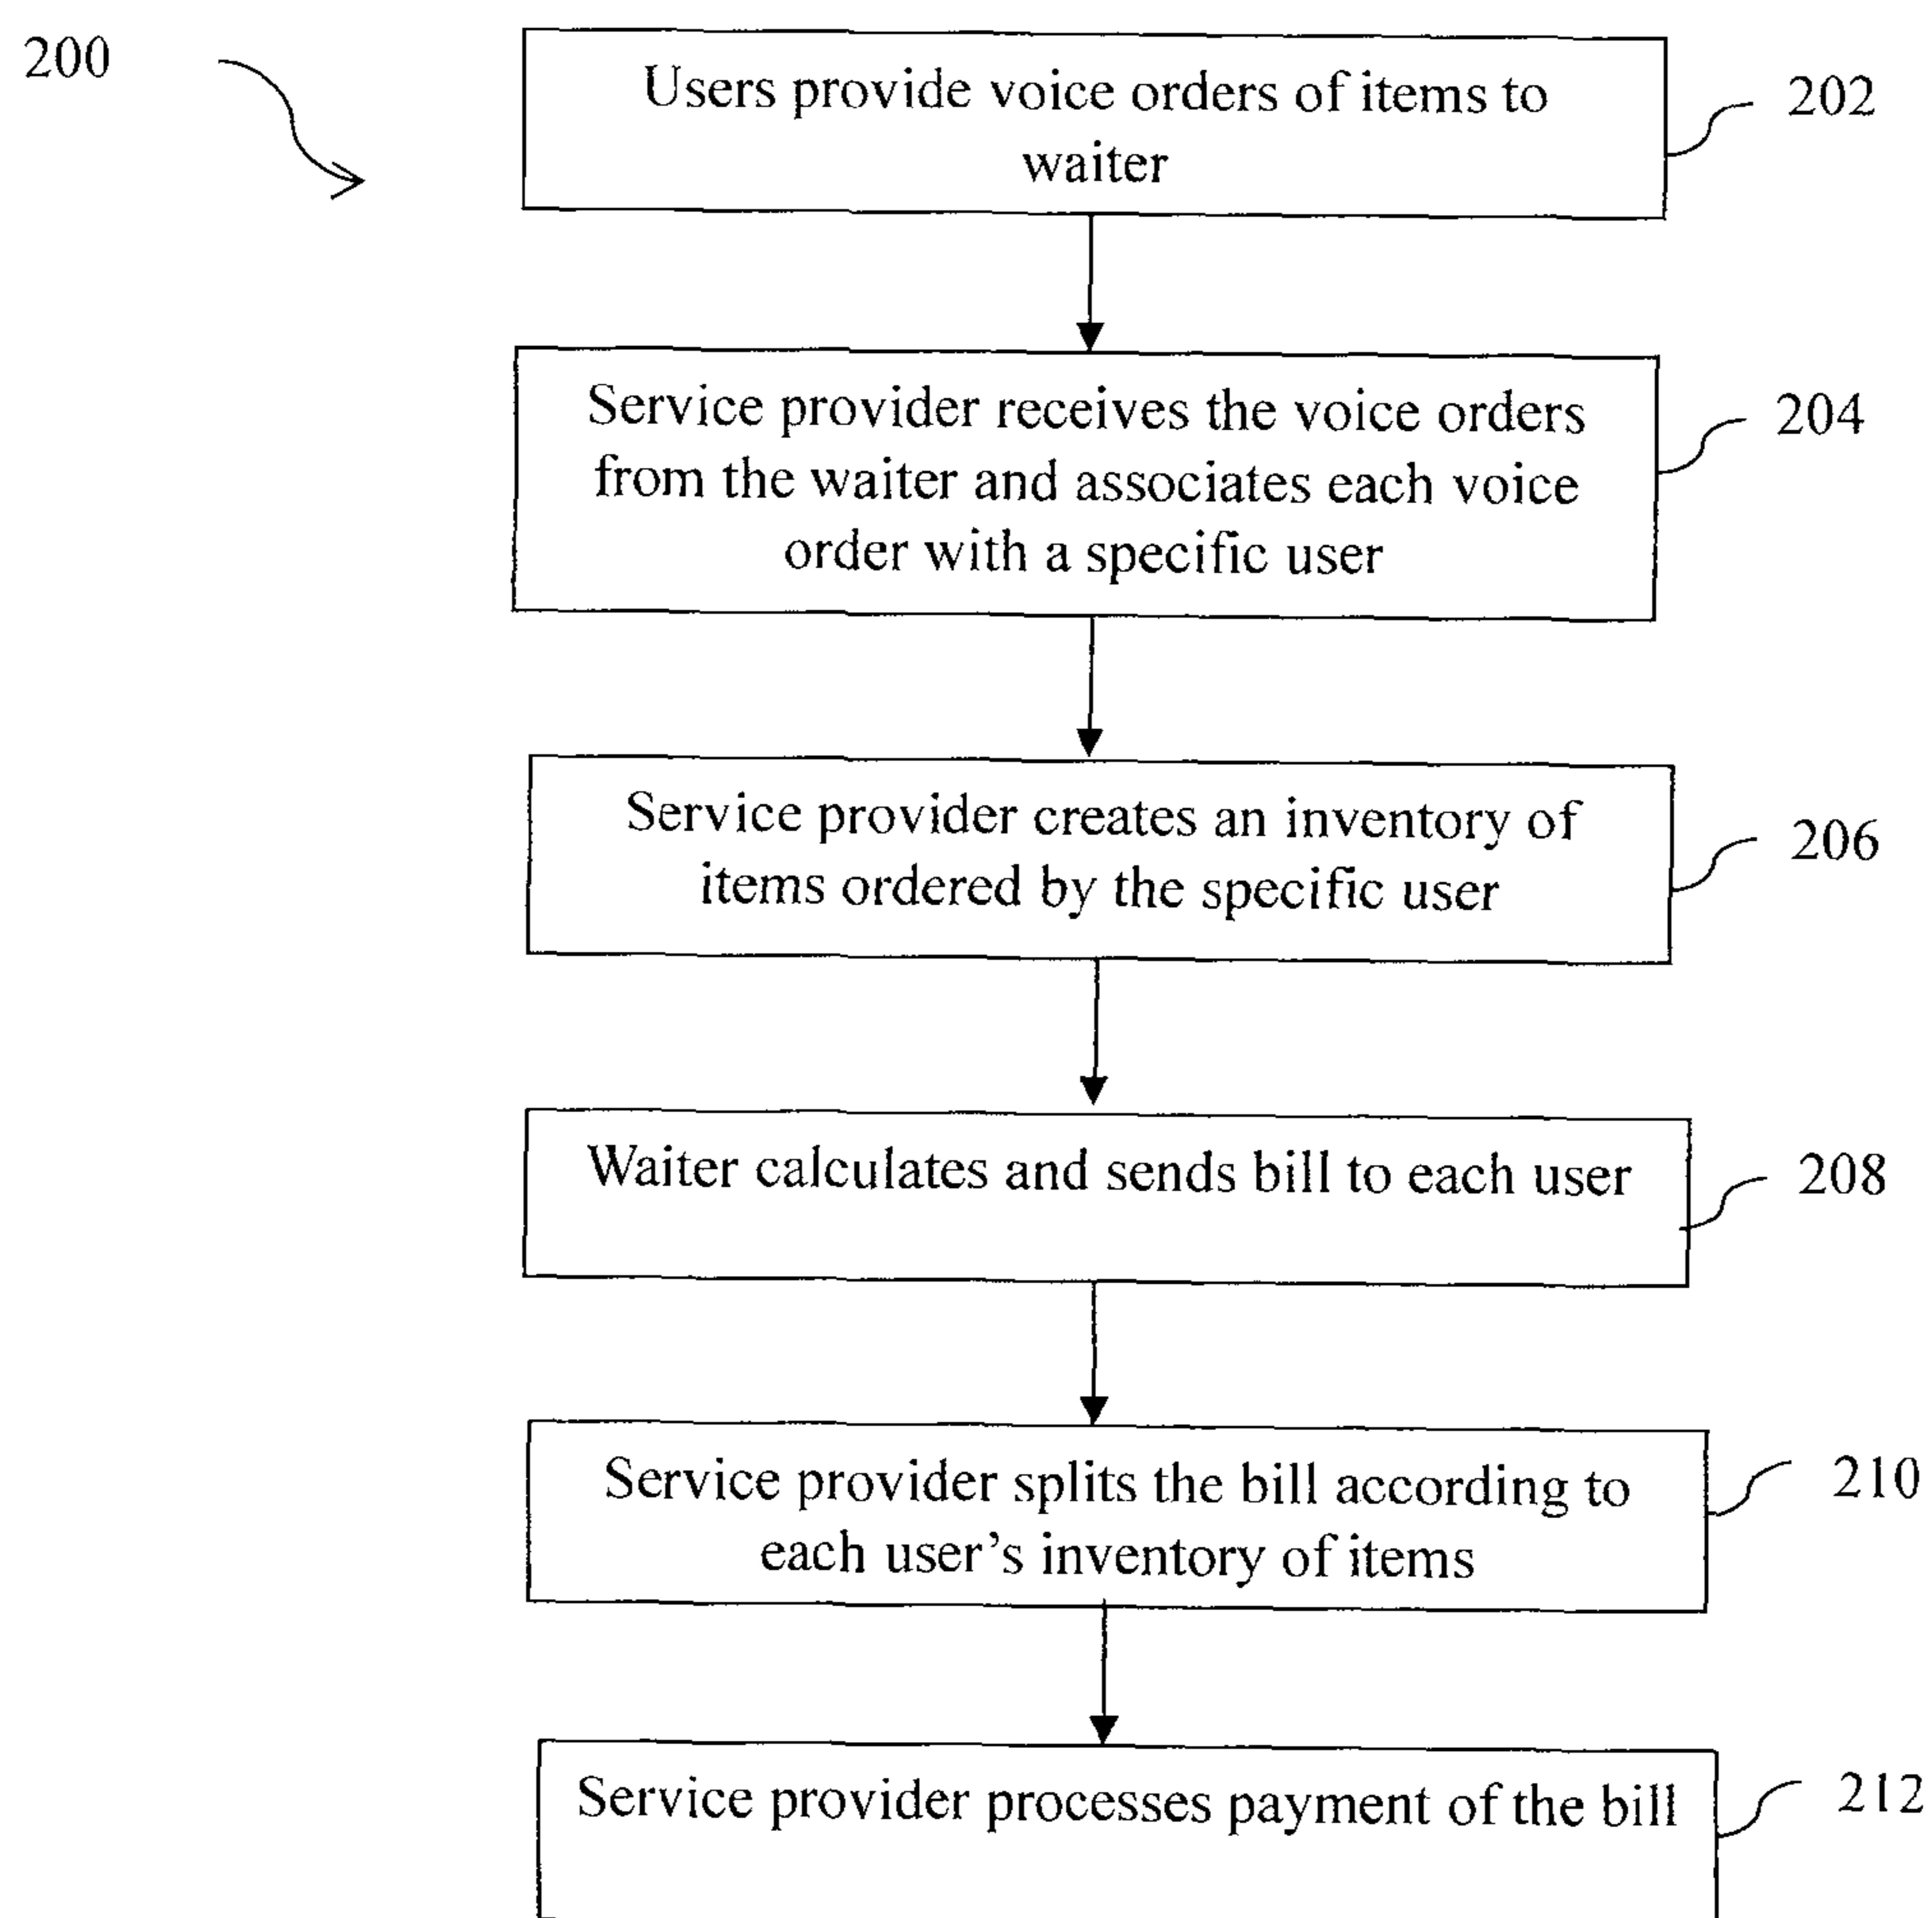 200
Users provide voice orders of items to
waiter
202
Service provider receives the voice orders
from the waiter and associates each voice
order with a specific user
204
Service provider creates an inventory of
items ordered by the specific user
206
Waiter calculates and sends bill to each user
208
Service provider splits the bill according to
each user’s inventory of items
210
Service provider processes payment of the bill
212